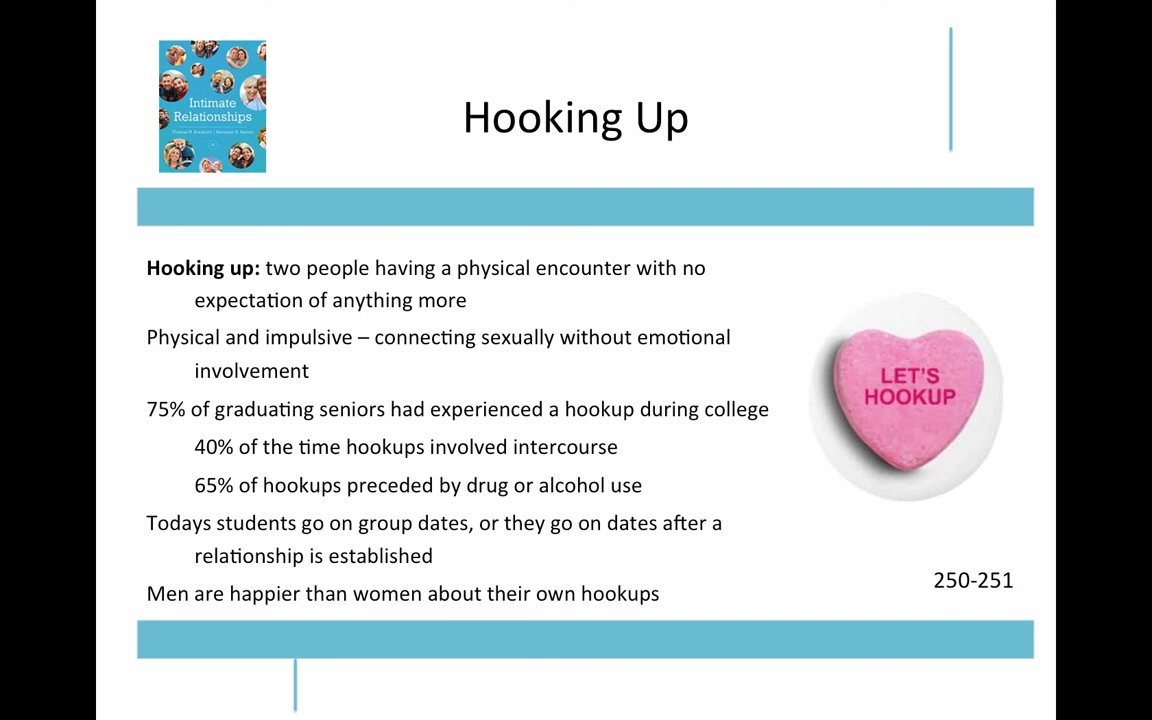 Intimate
Relationships
Hooking Up
Hooking up: two people having a physical encounter with no
expectation of anything more
Physical and impulsive – connecting sexually without emotional
involvement
75% of graduating seniors had experienced a hookup during college
40% of the time hookups involved intercourse
65% of hookups preceded by drug or alcohol use
Todays students go on group dates, or they go on dates after a
relationship is established
Men are happier than women about their own hookups
LET'S
HOOKUP
250-251